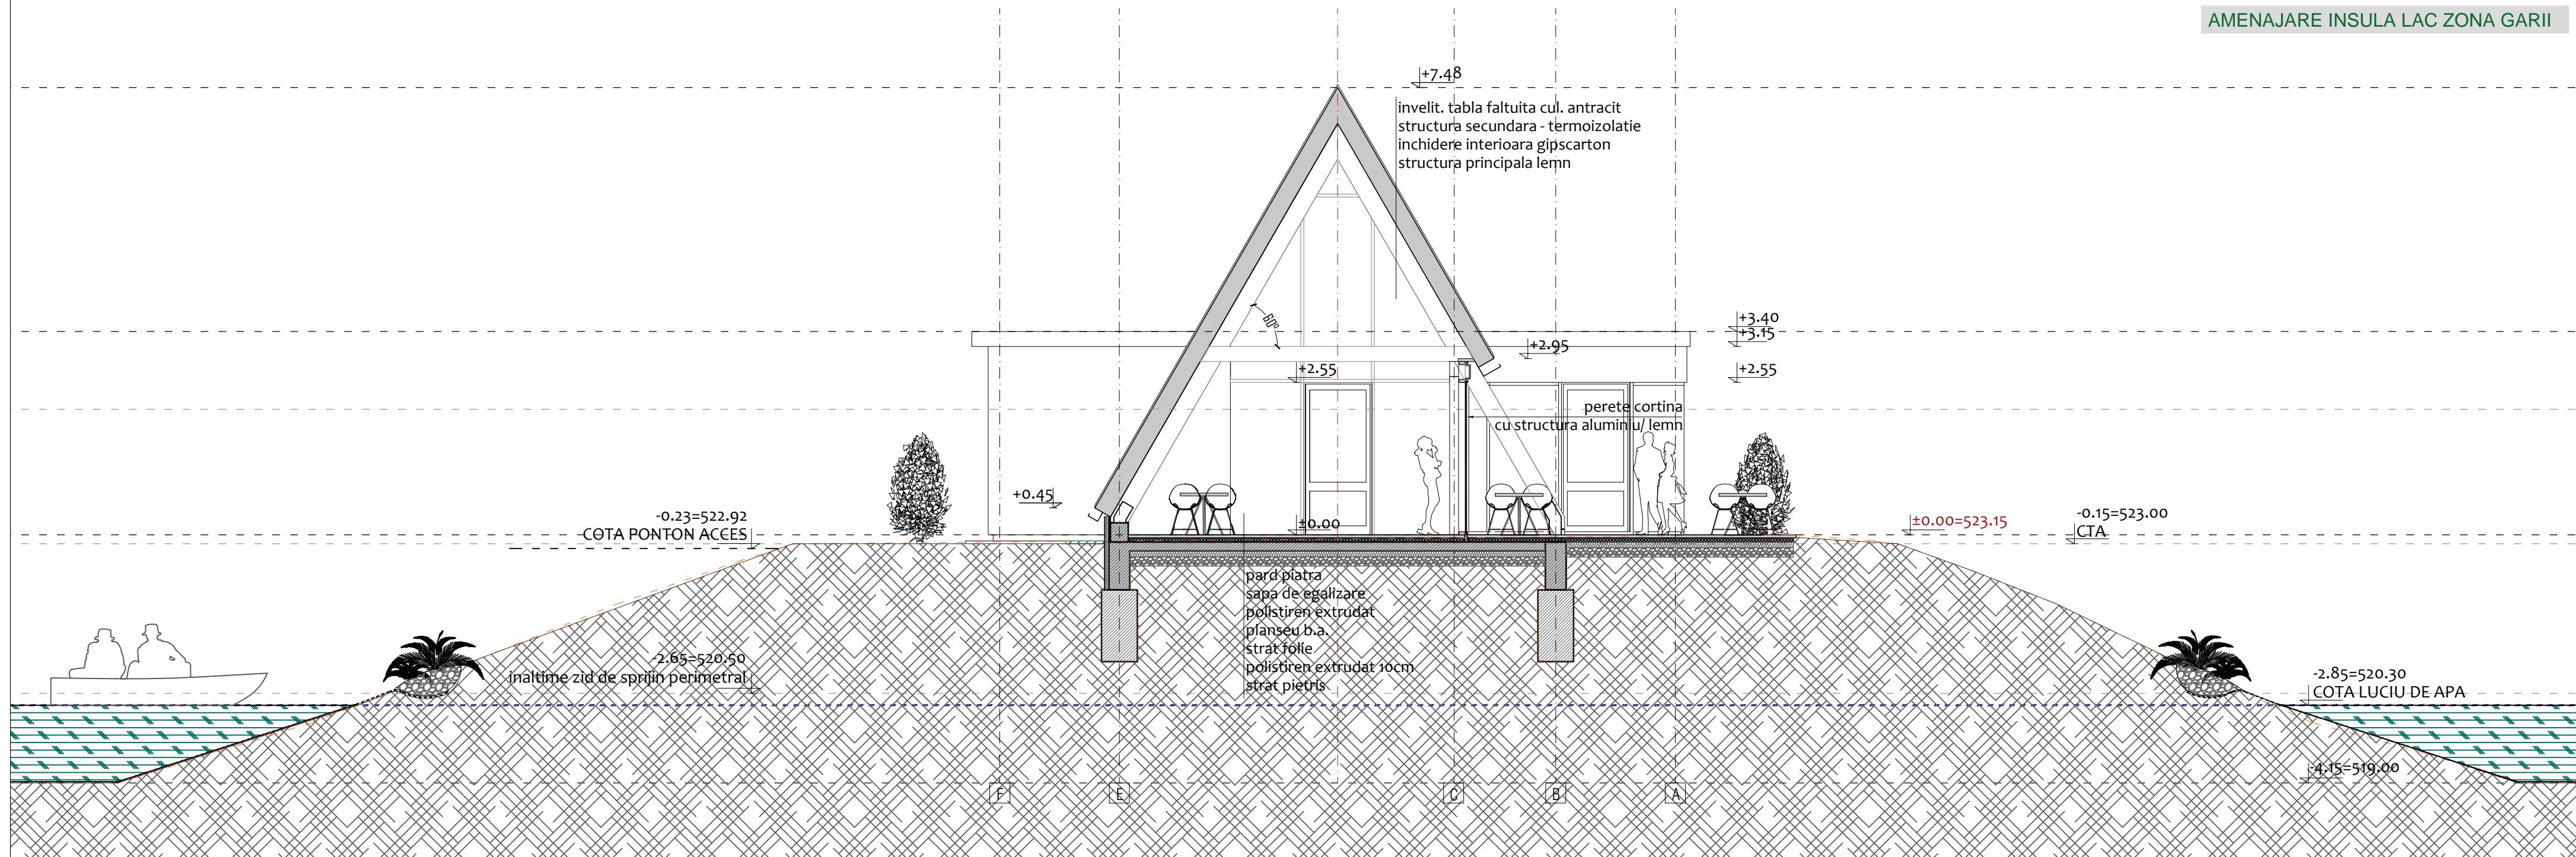 AMENAJARE INSULA LAC ZONA GARII
+7.48
invelit. tabla faltuita cul. antracit
structura secundara - termoizolatie
inchidere interioara gipscarton
structura principala lemn
60°
+3.40
+3.15
+2.95
+2.55
+2.55
perete cortina
cu structura aluminiu/ lemn
+0.45
±0.00
-0.23=522.92
COTA PONTON ACCES
±0.00=523.15
-0.15=523.00
CTA
pard piatra
sapa de egalizare
polistiren extrudat
planseu b.a.
strat folie
polistiren extrudat 10cm
strat pietris
-2.65=520.50
inaltime zid de sprijin perimetral
-2.85=520.30
COTA LUCIU DE APA
-4.15=519.00
F
E
C
B
A